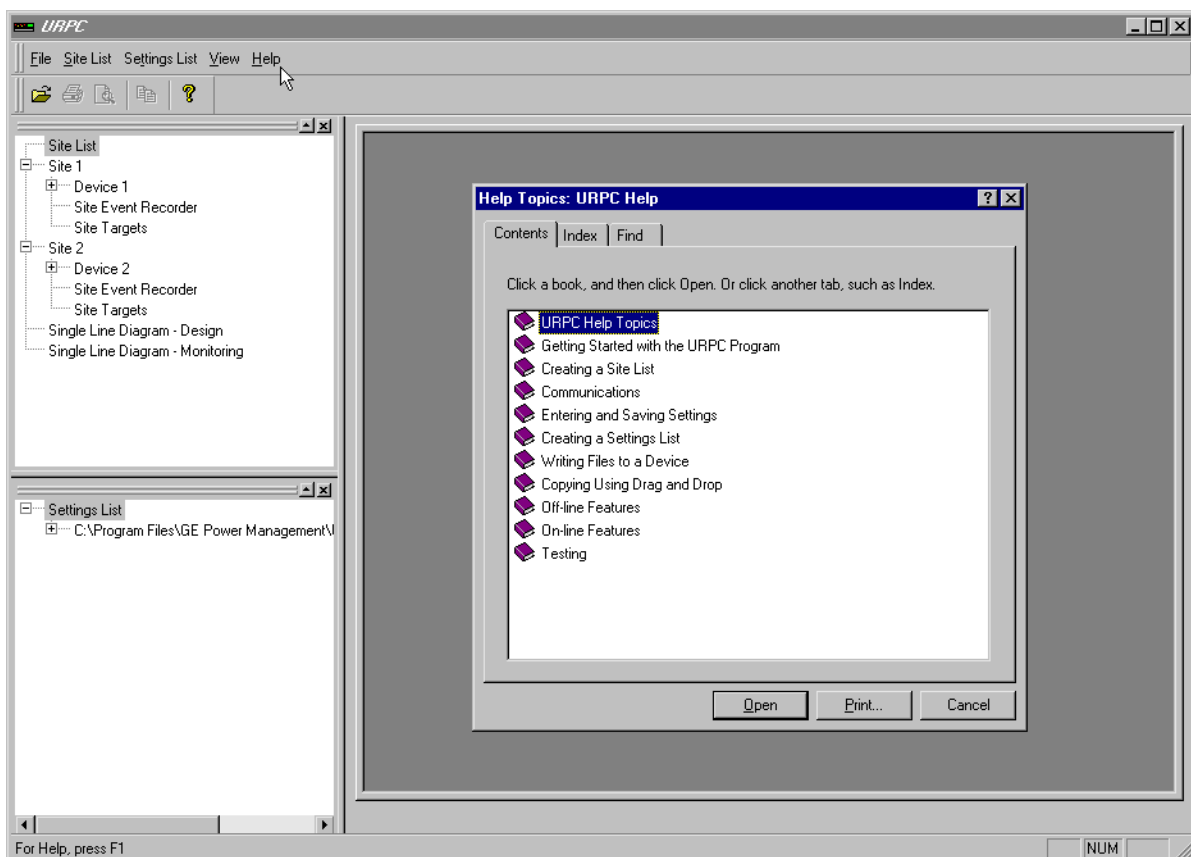 URPC
File Site List Settings List View Help
Site List
Site 1
Device 1
Site Event Recorder
Site Targets
Site 2
Device 2
Site Event Recorder
Site Targets
Single Line Diagram - Design
Single Line Diagram - Monitoring
Settings List
C:\Program Files\GE Power Management\
Help Topics: URPC Help
Contents Index Find
Click a book, and then click Open. Or click another tab, such as Index.
URPC Help Topics
Getting Started with the URPC Program
Creating a Site List
Communications
Entering and Saving Settings
Creating a Settings List
Writing Files to a Device
Copying Using Drag and Drop
Off-line Features
On-line Features
Testing
Open Print... Cancel
For Help, press F1
NUM